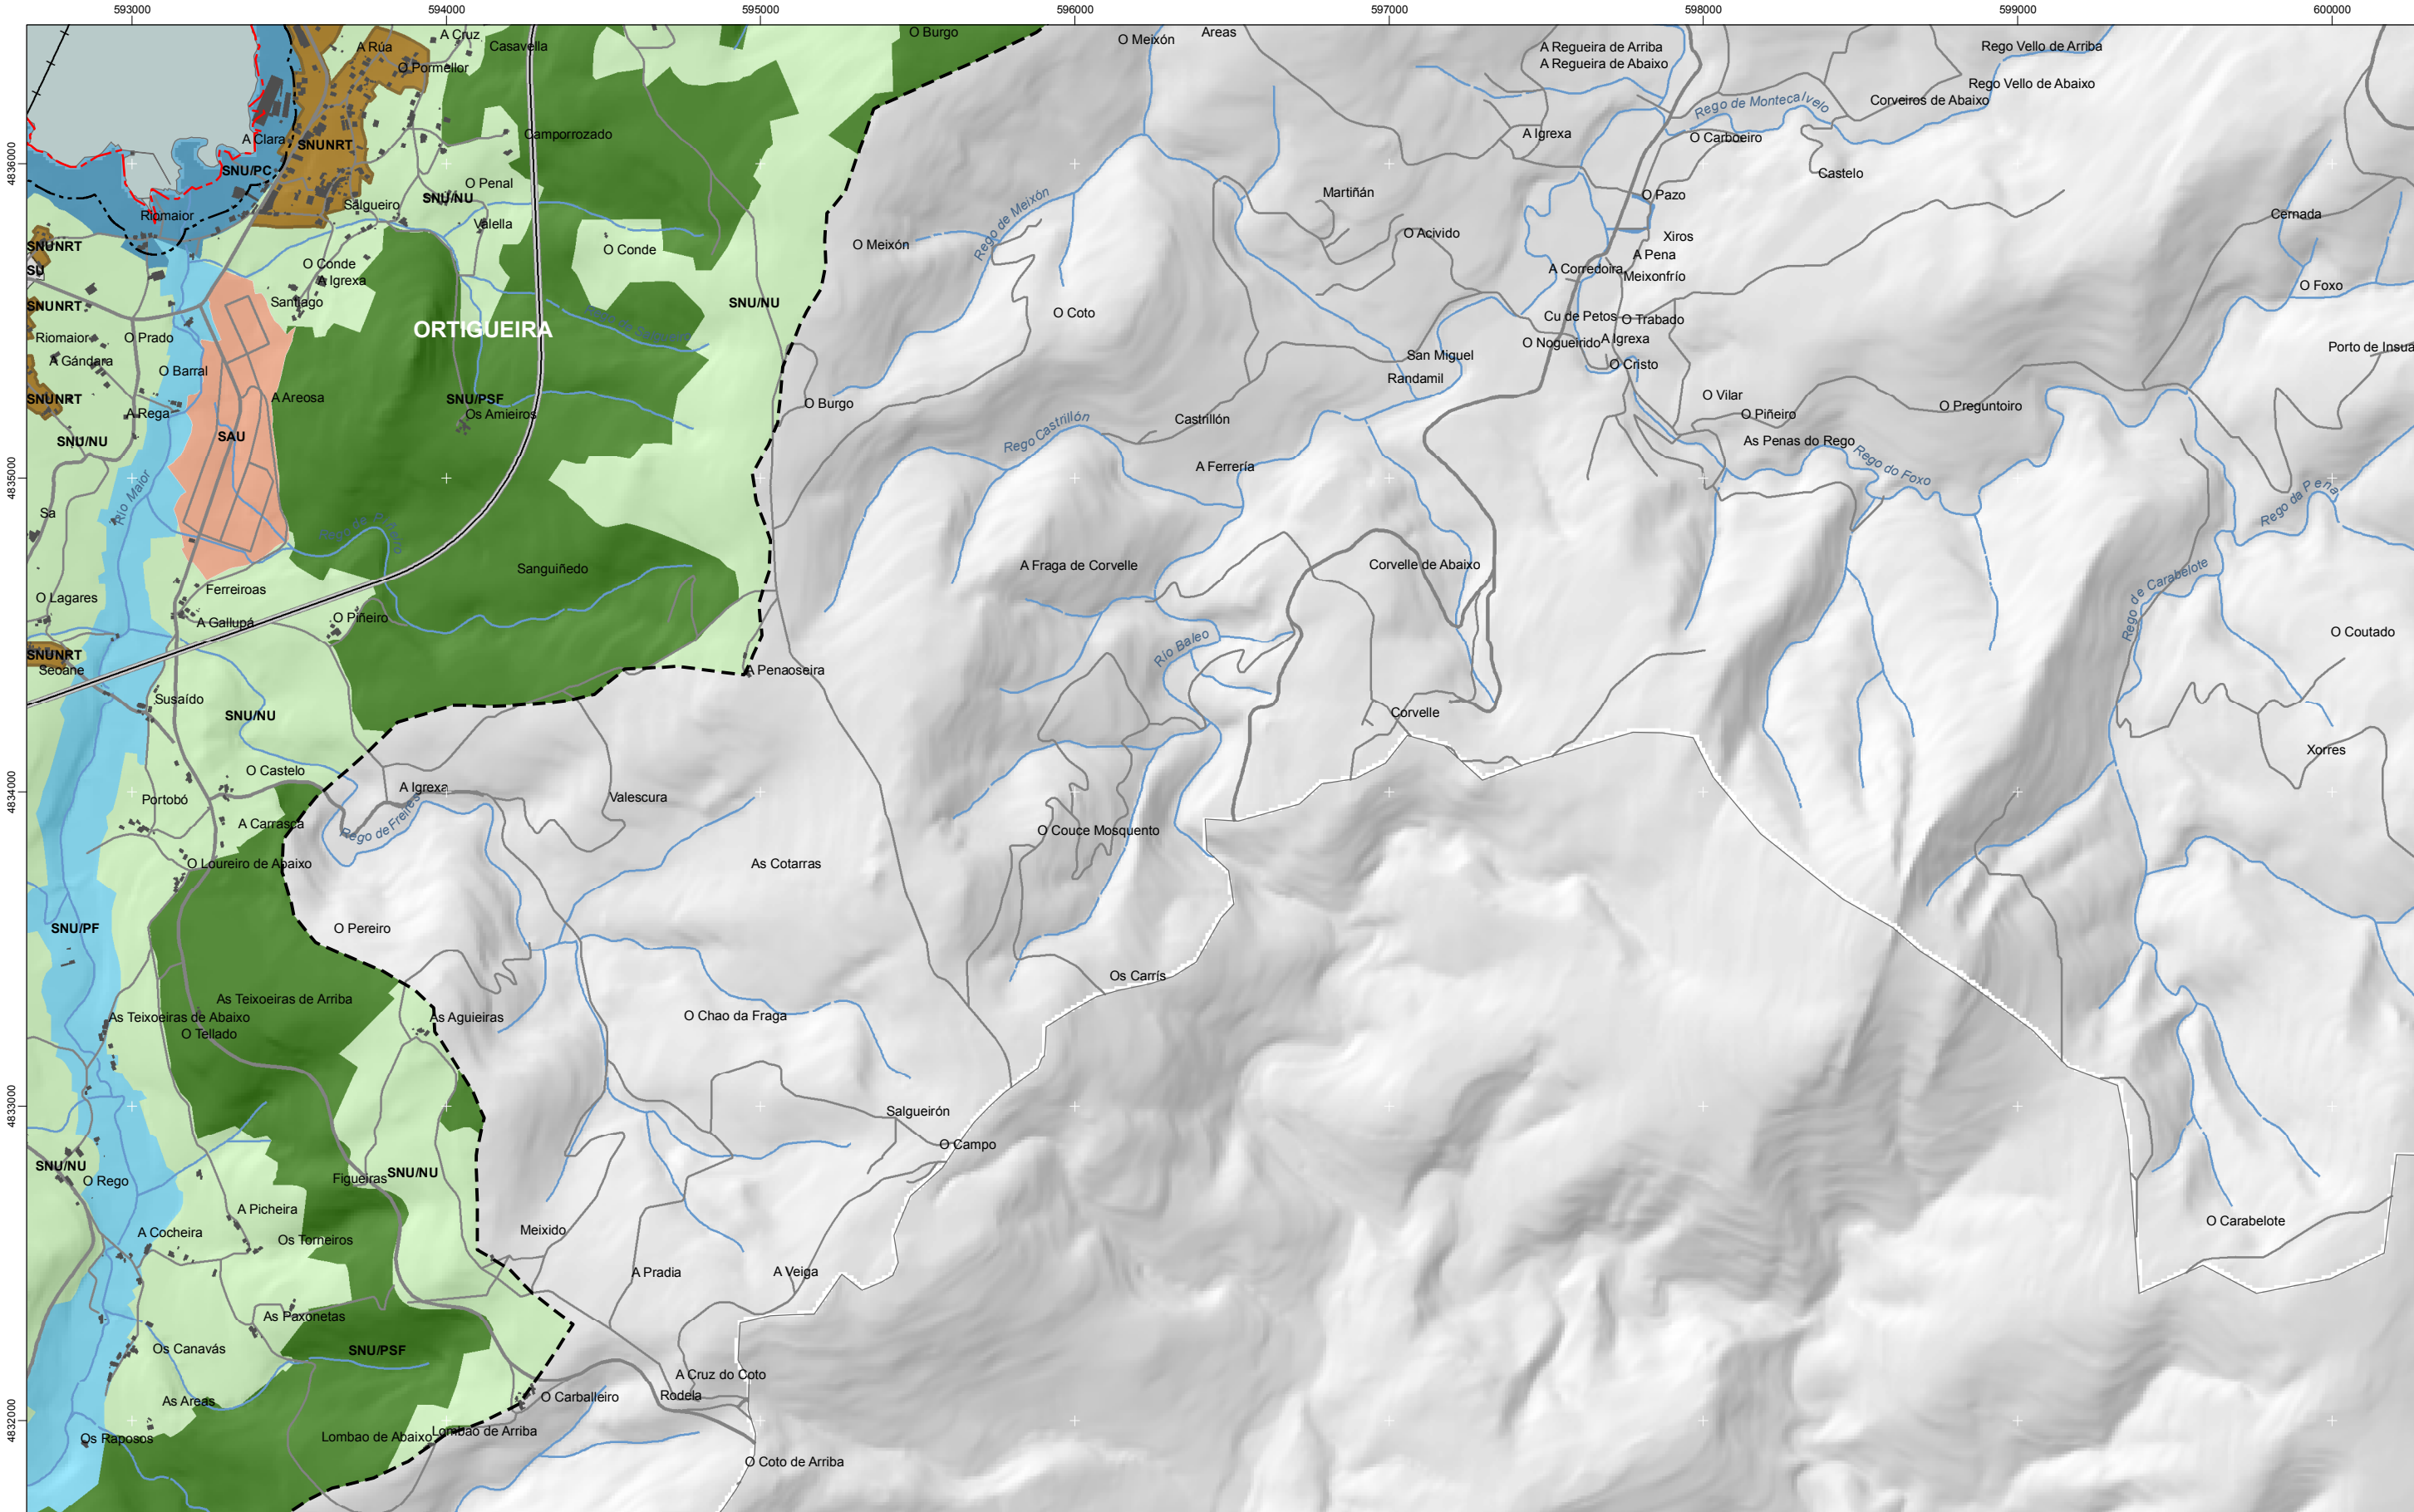 593000
594000
595000
596000
597000
598000
599000
600000
4836000
4835000
4834000
4833000
4832000
A Rúa
A Cruz
Casavella
O Pormellor
O Burgo
O Meixón
Areas
A Regueira de Arriba
A Regueira de Abaixo
Rego Vello de Arriba
Rego Vello de Abaixo
Corveiros de Abaixo
Rego de Montecalvelo
A Clara
SNUNRT
Camporrozado
A Igrexa
O Carboeiro
Castelo
SNU/PC
O Penal
SNU/NU
Salgueiro
Valella
Riomaior
Martiñán
O Pazo
Cernada
Rego de Meixón
O Meixón
O Acivido
Xiros
SNUNRT
O Conde
O Conde
A Pena
SU
A Igrexa
A Corredoira
Meixonfrío
O Foxo
SNUNRT
Santiago
SNU/NU
O Coto
Cu de Petos
O Trabado
ORTIGUEIRA
Riomaior
O Prado
O Nogueirido
A Igrexa
Porto de Insua
A Gándara
San Miguel
O Cristo
O Barral
Randamil
SNUNRT
A Areosa
SNU/PSF
Os Amieiros
O Burgo
O Vilar
O Piñeiro
O Preguntoiro
A Rega
SNU/NU
SAU
Castrillón
Rego Castrillón
As Penas do Rego
A Ferrería
Rego do Foxo
Rego da Pena
Río Maior
Sa
Sanguiñedo
A Fraga de Corvelle
Corvelle de Abaixo
Rego de Carabelote
Ferreiroas
O Lagares
A Gallupá
O Piñeiro
O Coutado
Río Baleo
SNUNRT
Seoane
A Penaoseira
Susaído
SNU/NU
Corvelle
Xorres
O Castelo
A Igrexa
Portobó
Valescura
A Carrasca
Rego de Freires
O Couce Mosquento
O Loureiro de Abaixo
As Cotarras
SNU/PF
O Pereiro
Os Carrís
As Teixoeiras de Arriba
As Teixoeiras de Abaixo
As Aguieiras
O Chao da Fraga
O Tellado
Salgueirón
O Campo
SNU/NU
O Rego
Figueiras
SNU/NU
A Picheira
A Cocheira
Os Torneiros
Meixido
O Carabelote
A Pradia
A Veiga
As Paxonetas
Os Canavás
SNU/PSF
A Cruz do Coto
As Areas
O Carballeiro
Rodela
Os Raposos
Lombao de Abaixo
Lombao de Arriba
O Coto de Arriba